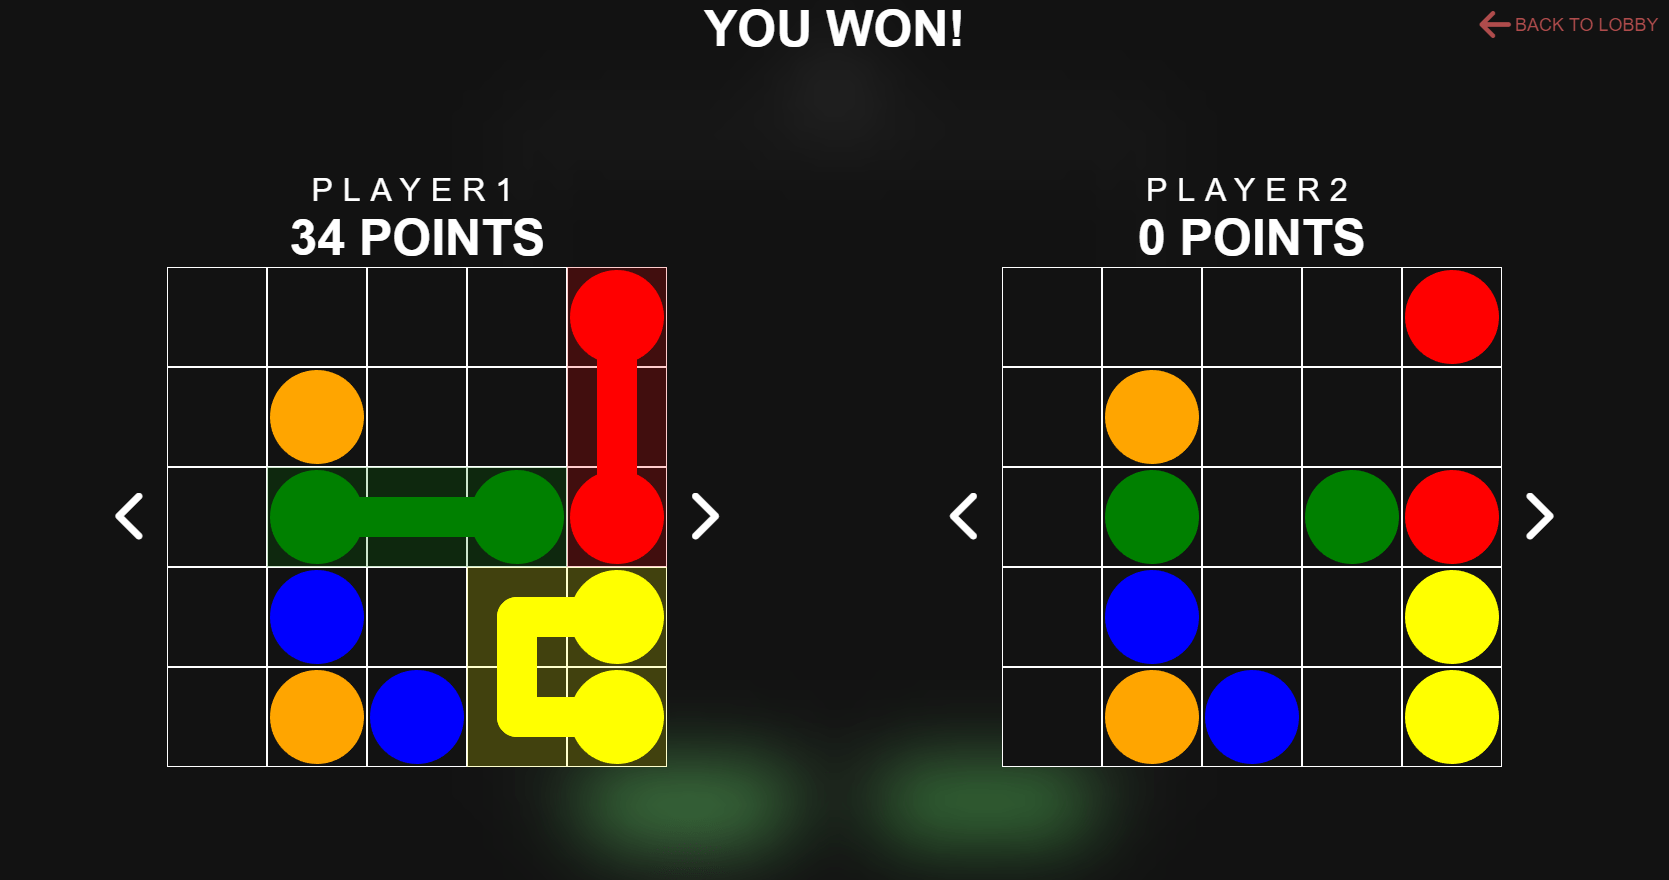 YOU WON!
BACK TO LOBBY
PLAYER1
34 POINTS
PLAYER2
0 POINTS